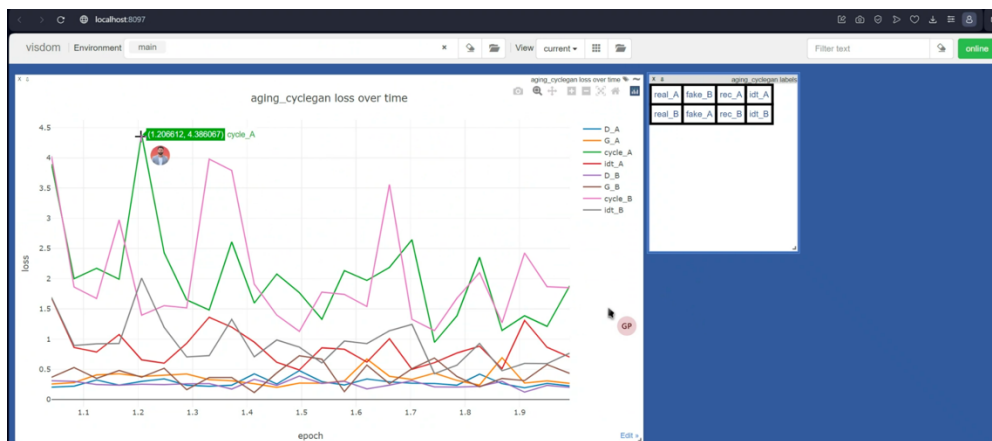 localhost:8097
visdom Environment main × View current Filter text online
x ±
aging_cyclegan loss over time
aging_cyclegan loss over time
4.5
4
3.5
3
2.5
2
1.5
1
0.5
0
loss
(1.206612, 4.386067) cycle_A
D_A
G_A
cycle_A
idt_A
D_B
G_B
cycle_B
idt_B
1.1 1.2 1.3 1.4 1.5 1.6 1.7 1.8 1.9
epoch
Edit »
GP
x ± aging_cyclegan labels
real_A fake_B rec_A idt_A
real_B fake_A rec_B idt_B